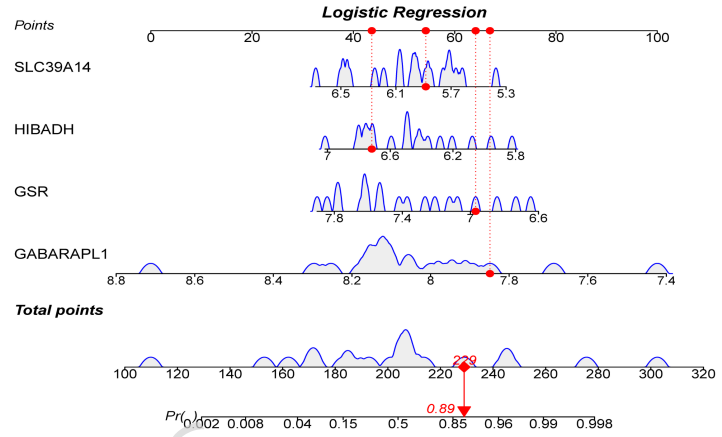 Logistic Regression
Points
0 20 40 60 80 100
SLC39A14
6.5 6.1 5.7 5.3
HIBADH
7 6.6 6.2 5.8
GSR
7.8 7.4 7 6.6
GABARAPL1
8.8 8.6 8.4 8.2 8 7.8 7.6 7.4
Total points
229
100 120 140 160 180 200 220 240 260 280 300 320
0.89
Pr( )
0.002 0.008 0.04 0.15 0.5 0.85 0.96 0.99 0.998